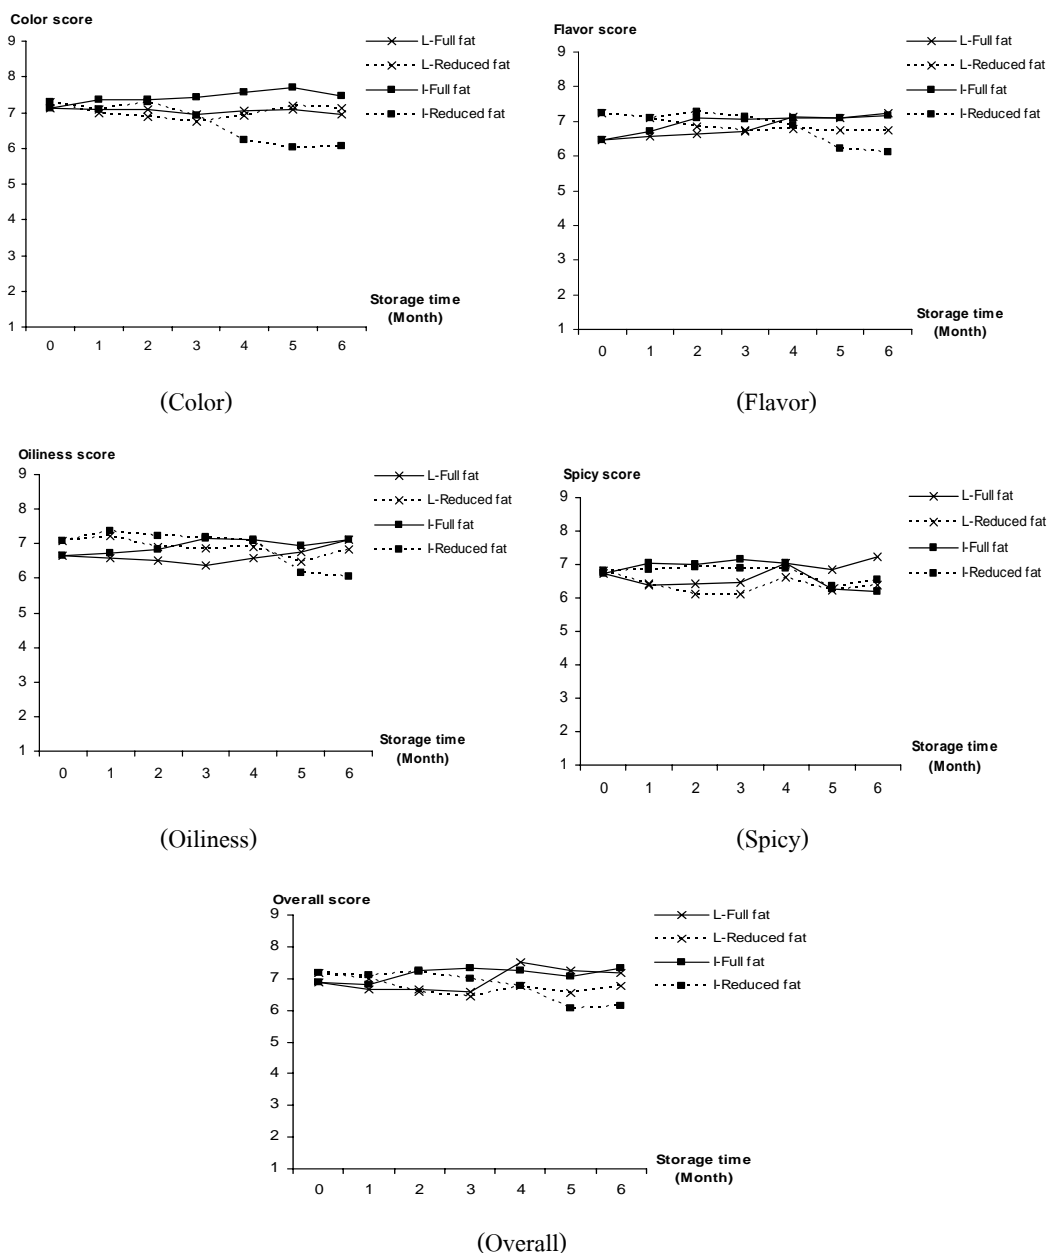 Color score
9
8
7
6
5
4
3
2
1
0 1 2 3 4 5 6
Storage time
(Month)
L-Full fat
L-Reduced fat
I-Full fat
I-Reduced fat
(Color)
Flavor score
9
8
7
6
5
4
3
2
1
0 1 2 3 4 5 6
Storage time
(Month)
L-Full fat
L-Reduced fat
I-Full fat
I-Reduced fat
(Flavor)
Oiliness score
9
8
7
6
5
4
3
2
1
0 1 2 3 4 5 6
Storage time
(Month)
L-Full fat
L-Reduced fat
I-Full fat
I-Reduced fat
(Oiliness)
Spicy score
9
8
7
6
5
4
3
2
1
0 1 2 3 4 5 6
Storage time
(Month)
L-Full fat
L-Reduced fat
I-Full fat
I-Reduced fat
(Spicy)
Overall score
9
8
7
6
5
4
3
2
1
0 1 2 3 4 5 6
Storage time
(Month)
L-Full fat
L-Reduced fat
I-Full fat
I-Reduced fat
(Overall)